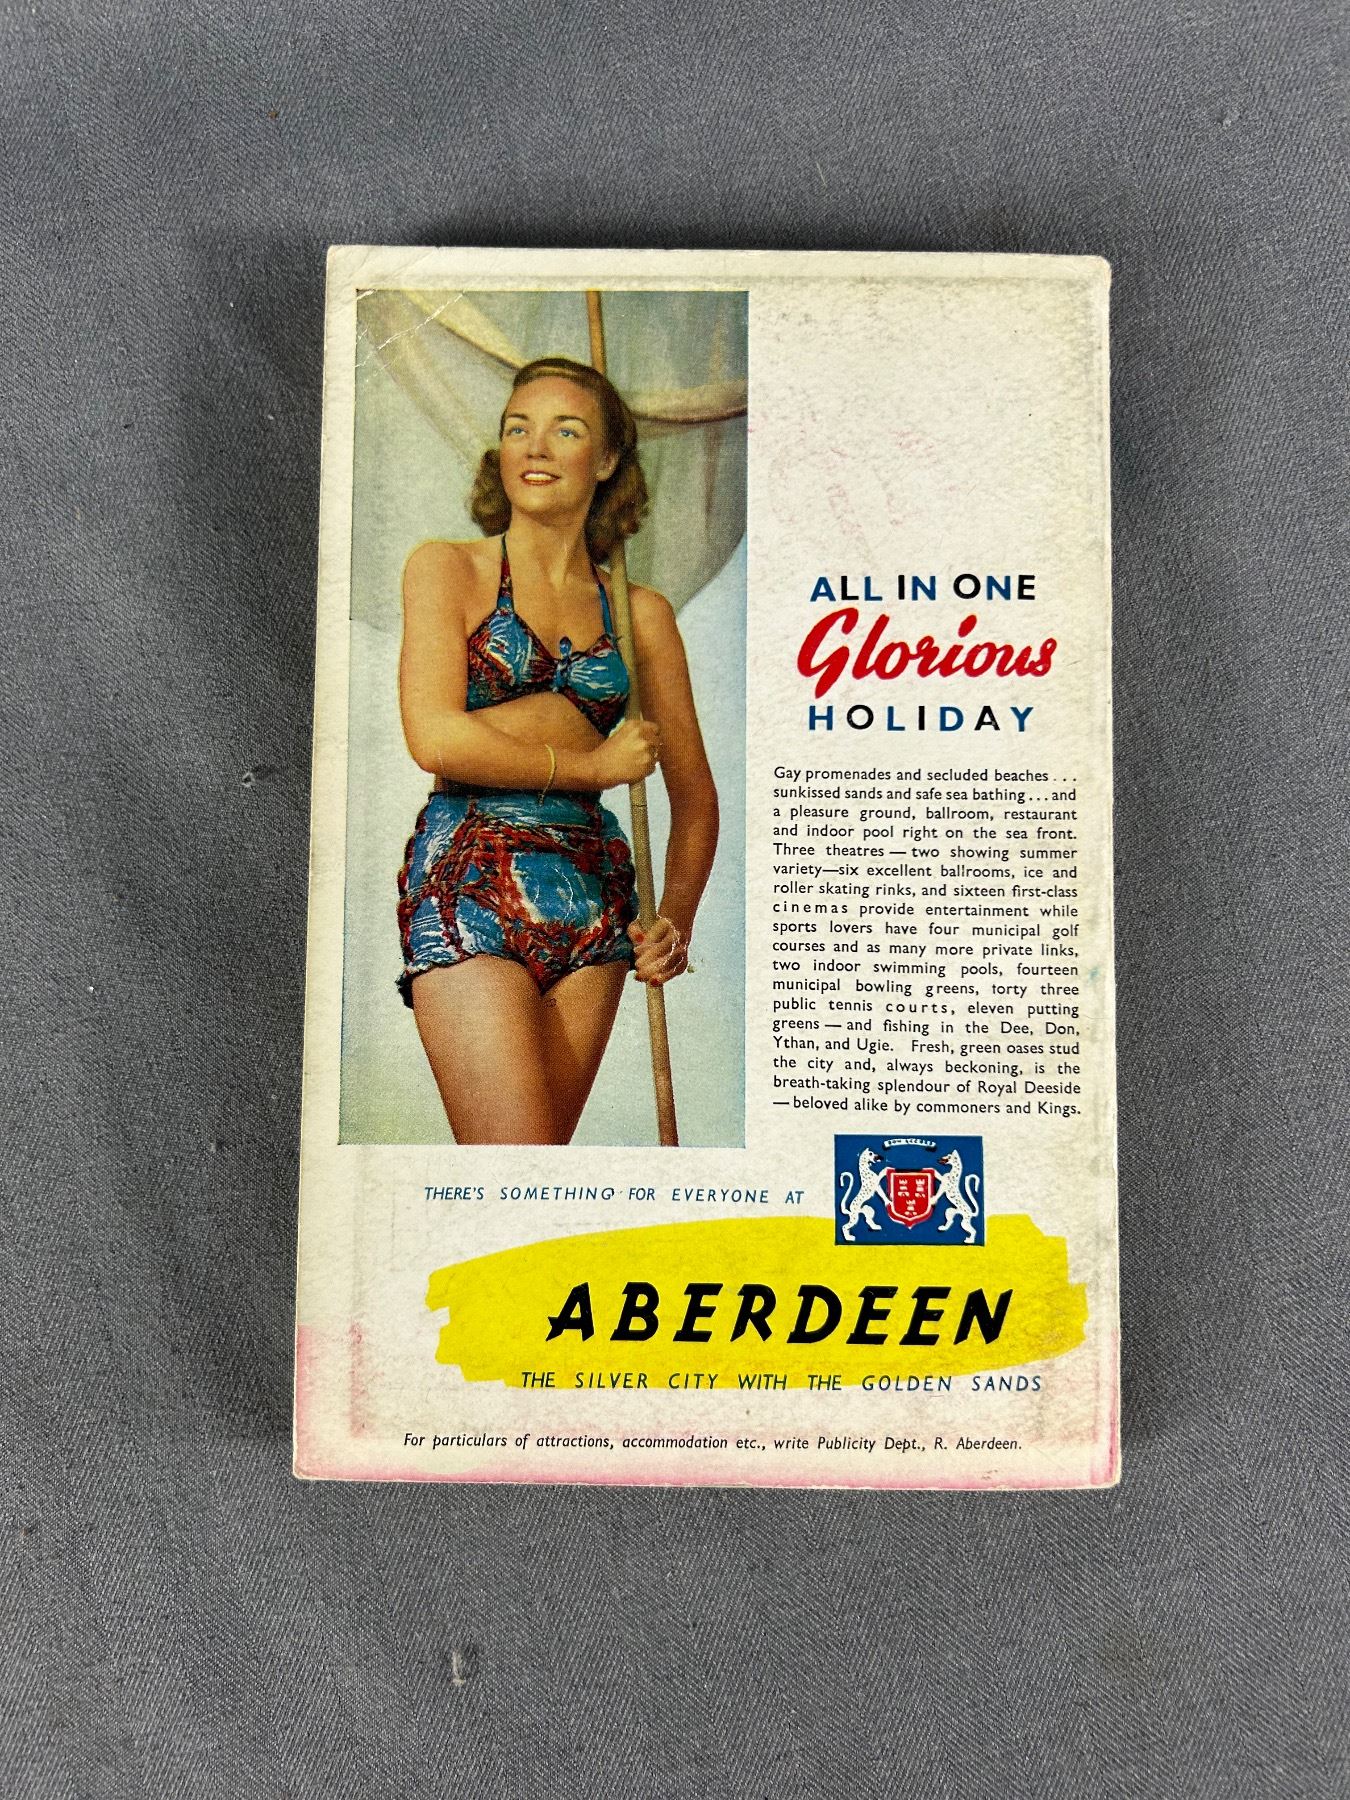 ALL IN ONE
Glorious
HOLIDAY
Gay promenades and secluded beaches ...
sunkissed sands and safe sea bathing ... and
a pleasure ground, ballroom, restaurant
and indoor pool right on the sea front.
Three theatres — two showing summer
variety—six excellent ballrooms, ice and
roller skating rinks, and sixteen first-class
cinemas provide entertainment while
sports lovers have four municipal golf
courses and as many more private links,
two indoor swimming pools, fourteen
municipal bowling greens, torty three
public tennis courts, eleven putting
greens — and fishing in the Dee, Don,
Ythan, and Ugie. Fresh, green oases stud
the city and, always beckoning, is the
breath-taking splendour of Royal Deeside
— beloved alike by commoners and Kings.
BON ACCORD
THERE'S SOMETHING FOR EVERYONE AT
ABERDEEN
THE SILVER CITY WITH THE GOLDEN SANDS
For particulars of attractions, accommodation etc., write Publicity Dept., R. Aberdeen.